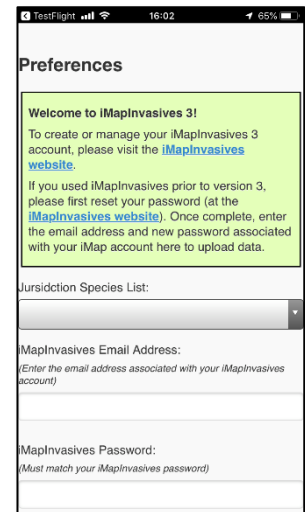 TestFlight 16:02 65%
Preferences
Welcome to iMapInvasives 3!
To create or manage your iMapInvasives 3
account, please visit the iMapInvasives
website.
If you used iMapInvasives prior to version 3,
please first reset your password (at the
iMapInvasives website). Once complete, enter
the email address and new password associated
with your iMap account here to upload data.
Jursidction Species List:
iMapInvasives Email Address:
(Enter the email address associated with your iMapInvasives
account)
iMapInvasives Password:
(Must match your iMapInvasives password)